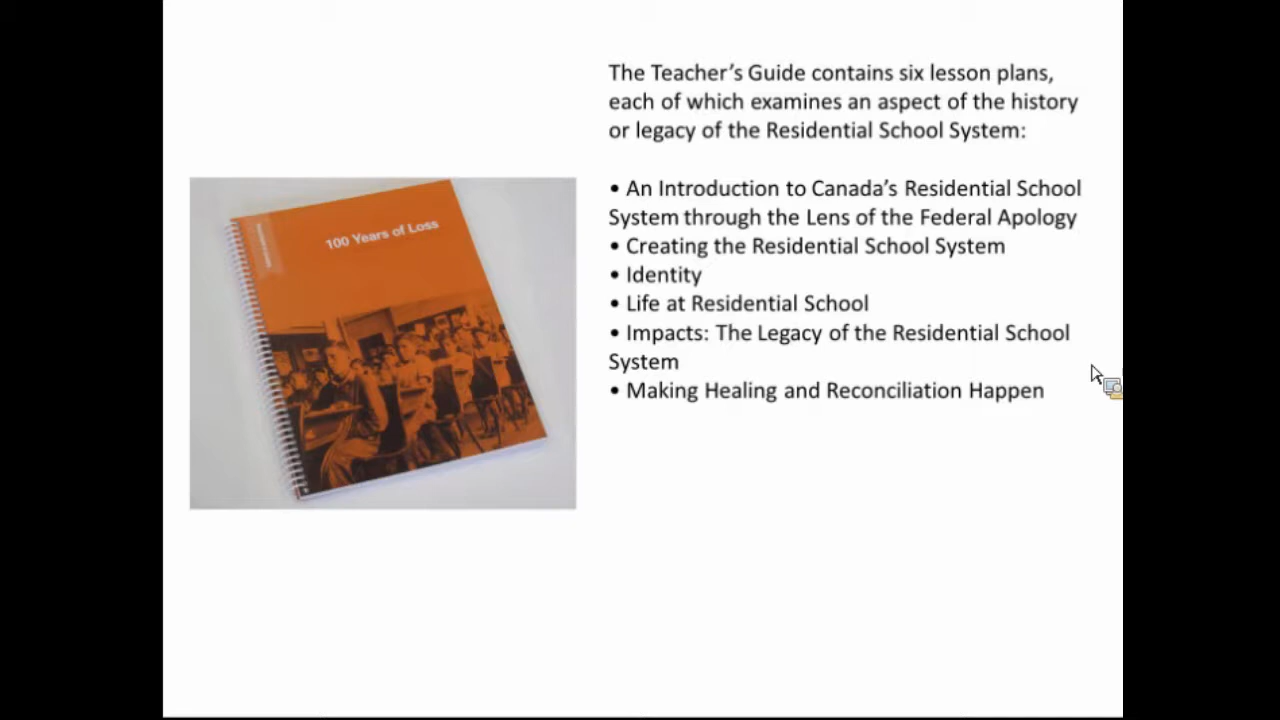 The Teacher’s Guide contains six lesson plans,
each of which examines an aspect of the history
or legacy of the Residential School System:
• An Introduction to Canada’s Residential School
System through the Lens of the Federal Apology
• Creating the Residential School System
• Identity
• Life at Residential School
• Impacts: The Legacy of the Residential School
System
• Making Healing and Reconciliation Happen
100 Years of Loss